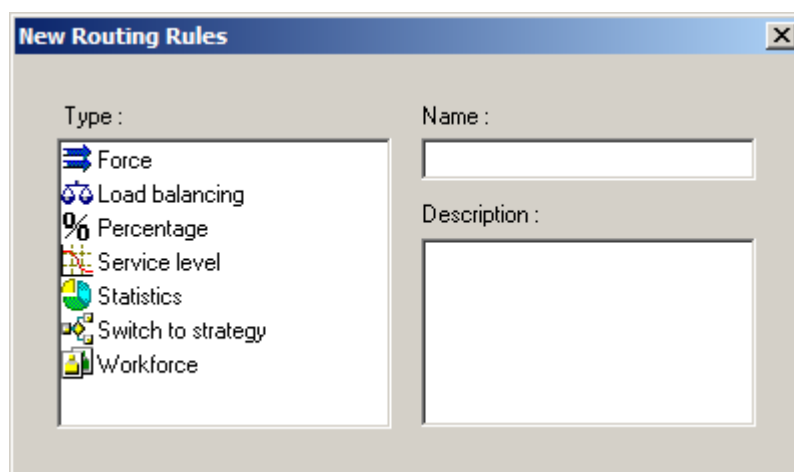 New Routing Rules
Type :
Force
Load balancing
Percentage
Service level
Statistics
Switch to strategy
Workforce
Name :
Description :